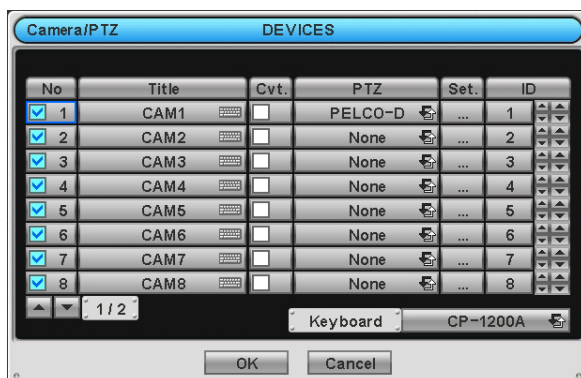 Camera/PTZ DEVICES
No Title Cvt. PTZ Set. ID
1 CAM1 PELCO-D ... 1
2 CAM2 None ... 2
3 CAM3 None ... 3
4 CAM4 None ... 4
5 CAM5 None ... 5
6 CAM6 None ... 6
7 CAM7 None ... 7
8 CAM8 None ... 8
1/2
Keyboard CP-1200A
OK Cancel